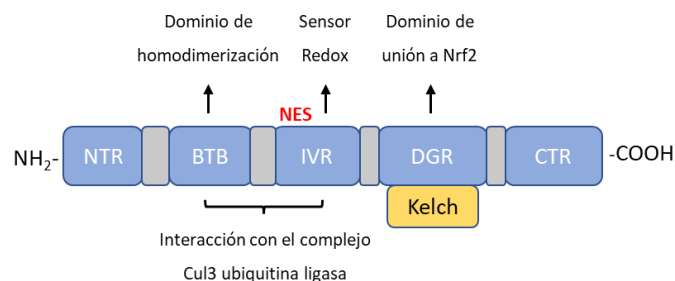 Dominio de
homodimerización
Sensor
Redox
Dominio de
unión a Nrf2
NES
NH2-
NTR
BTB
IVR
DGR
CTR
-COOH
Kelch
Interacción con el complejo
Cul3 ubiquitina ligasa